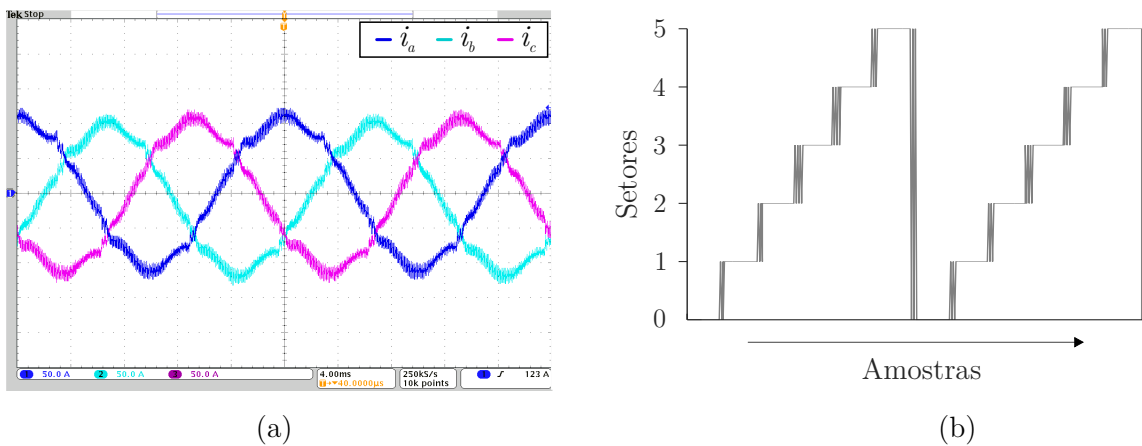 Tek Stop
i_a i_b i_c
1 50.0 A 2 50.0 A 3 50.0 A
4.00ms
T→▼40.0000µs
250kS/s
10k points
1 ƒ 123 A
(a)
Setores
5
4
3
2
1
0
Amostras
(b)